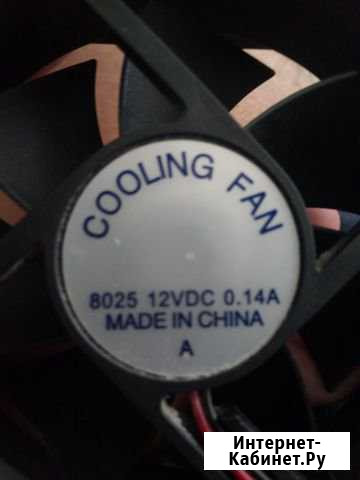 COOLING FAN
8025 12VDC 0.14A
MADE IN CHINA
A
Интернет-
Кабинет.Ру